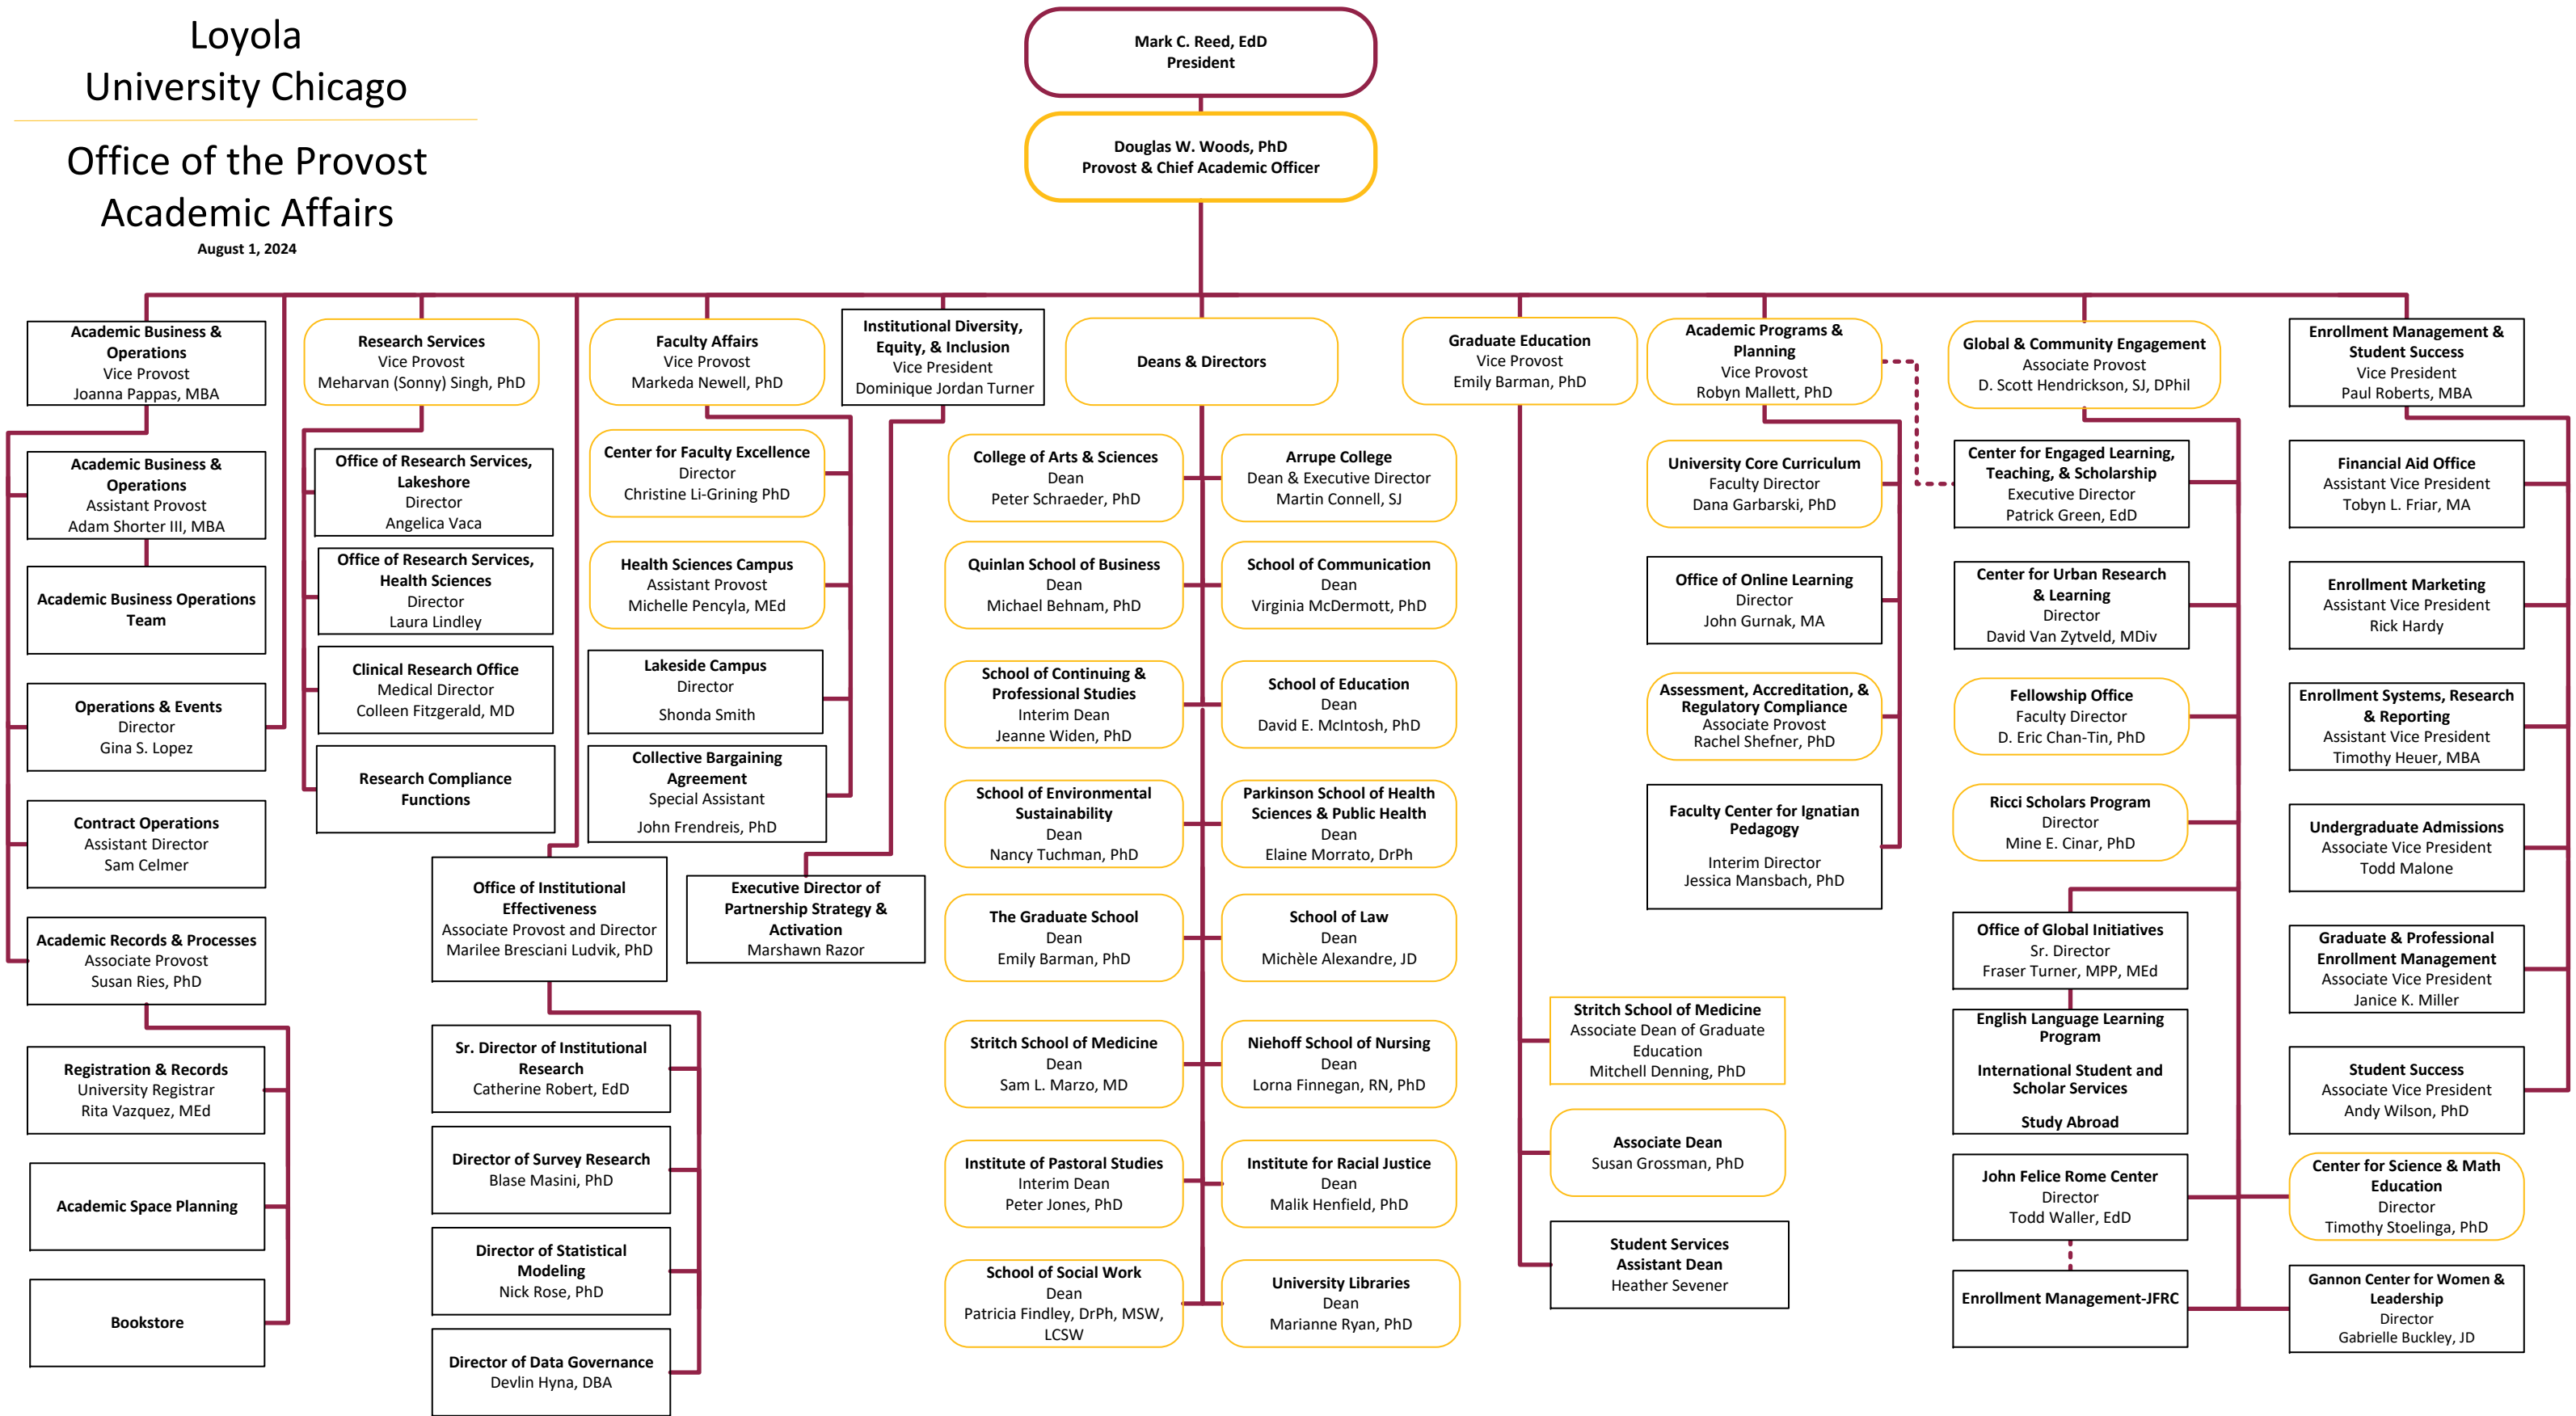 Loyola
University Chicago
Office of the Provost
Academic Affairs
August 1, 2024
Mark C. Reed, EdD
President
Douglas W. Woods, PhD
Provost & Chief Academic Officer
Academic Business &
Operations
Vice Provost
Joanna Pappas, MBA
Academic Business &
Operations
Assistant Provost
Adam Shorter III, MBA
Academic Business Operations
Team
Operations & Events
Director
Gina S. Lopez
Contract Operations
Assistant Director
Sam Celmer
Academic Records & Processes
Associate Provost
Susan Ries, PhD
Registration & Records
University Registrar
Rita Vazquez, MEd
Academic Space Planning
Bookstore
Research Services
Vice Provost
Meharvan (Sonny) Singh, PhD
Office of Research Services,
Lakeshore
Director
Angelica Vaca
Office of Research Services,
Health Sciences
Director
Laura Lindley
Clinical Research Office
Medical Director
Colleen Fitzgerald, MD
Research Compliance
Functions
Office of Institutional
Effectiveness
Associate Provost and Director
Marilee Bresciani Ludvik, PhD
Sr. Director of Institutional
Research
Catherine Robert, EdD
Director of Survey Research
Blase Masini, PhD
Director of Statistical
Modeling
Nick Rose, PhD
Director of Data Governance
Devlin Hyna, DBA
Faculty Affairs
Vice Provost
Markeda Newell, PhD
Center for Faculty Excellence
Director
Christine Li-Grining PhD
Health Sciences Campus
Assistant Provost
Michelle Pencyla, MEd
Lakeside Campus
Director
Shonda Smith
Collective Bargaining
Agreement
Special Assistant
John Frendreis, PhD
Institutional Diversity,
Equity, & Inclusion
Vice President
Dominique Jordan Turner
Executive Director of
Partnership Strategy &
Activation
Marshawn Razor
Deans & Directors
College of Arts & Sciences
Dean
Peter Schraeder, PhD
Arrupe College
Dean & Executive Director
Martin Connell, SJ
Quinlan School of Business
Dean
Michael Behnam, PhD
School of Communication
Dean
Virginia McDermott, PhD
School of Continuing &
Professional Studies
Interim Dean
Jeanne Widen, PhD
School of Education
Dean
David E. McIntosh, PhD
School of Environmental
Sustainability
Dean
Nancy Tuchman, PhD
Parkinson School of Health
Sciences & Public Health
Dean
Elaine Morrato, DrPh
The Graduate School
Dean
Emily Barman, PhD
School of Law
Dean
Michèle Alexandre, JD
Stritch School of Medicine
Dean
Sam L. Marzo, MD
Niehoff School of Nursing
Dean
Lorna Finnegan, RN, PhD
Institute of Pastoral Studies
Interim Dean
Peter Jones, PhD
Institute for Racial Justice
Dean
Malik Henfield, PhD
School of Social Work
Dean
Patricia Findley, DrPh, MSW,
LCSW
University Libraries
Dean
Marianne Ryan, PhD
Graduate Education
Vice Provost
Emily Barman, PhD
Stritch School of Medicine
Associate Dean of Graduate
Education
Mitchell Denning, PhD
Associate Dean
Susan Grossman, PhD
Student Services
Assistant Dean
Heather Sevener
Academic Programs &
Planning
Vice Provost
Robyn Mallett, PhD
University Core Curriculum
Faculty Director
Dana Garbarski, PhD
Office of Online Learning
Director
John Gurnak, MA
Assessment, Accreditation, &
Regulatory Compliance
Associate Provost
Rachel Shefner, PhD
Faculty Center for Ignatian
Pedagogy
Interim Director
Jessica Mansbach, PhD
Global & Community Engagement
Associate Provost
D. Scott Hendrickson, SJ, DPhil
Center for Engaged Learning,
Teaching, & Scholarship
Executive Director
Patrick Green, EdD
Center for Urban Research
& Learning
Director
David Van Zytveld, MDiv
Fellowship Office
Faculty Director
D. Eric Chan-Tin, PhD
Ricci Scholars Program
Director
Mine E. Cinar, PhD
Office of Global Initiatives
Sr. Director
Fraser Turner, MPP, MEd
English Language Learning
Program
International Student and
Scholar Services
Study Abroad
John Felice Rome Center
Director
Todd Waller, EdD
Enrollment Management-JFRC
Enrollment Management &
Student Success
Vice President
Paul Roberts, MBA
Financial Aid Office
Assistant Vice President
Tobyn L. Friar, MA
Enrollment Marketing
Assistant Vice President
Rick Hardy
Enrollment Systems, Research
& Reporting
Assistant Vice President
Timothy Heuer, MBA
Undergraduate Admissions
Associate Vice President
Todd Malone
Graduate & Professional
Enrollment Management
Associate Vice President
Janice K. Miller
Student Success
Associate Vice President
Andy Wilson, PhD
Center for Science & Math
Education
Director
Timothy Stoelinga, PhD
Gannon Center for Women &
Leadership
Director
Gabrielle Buckley, JD